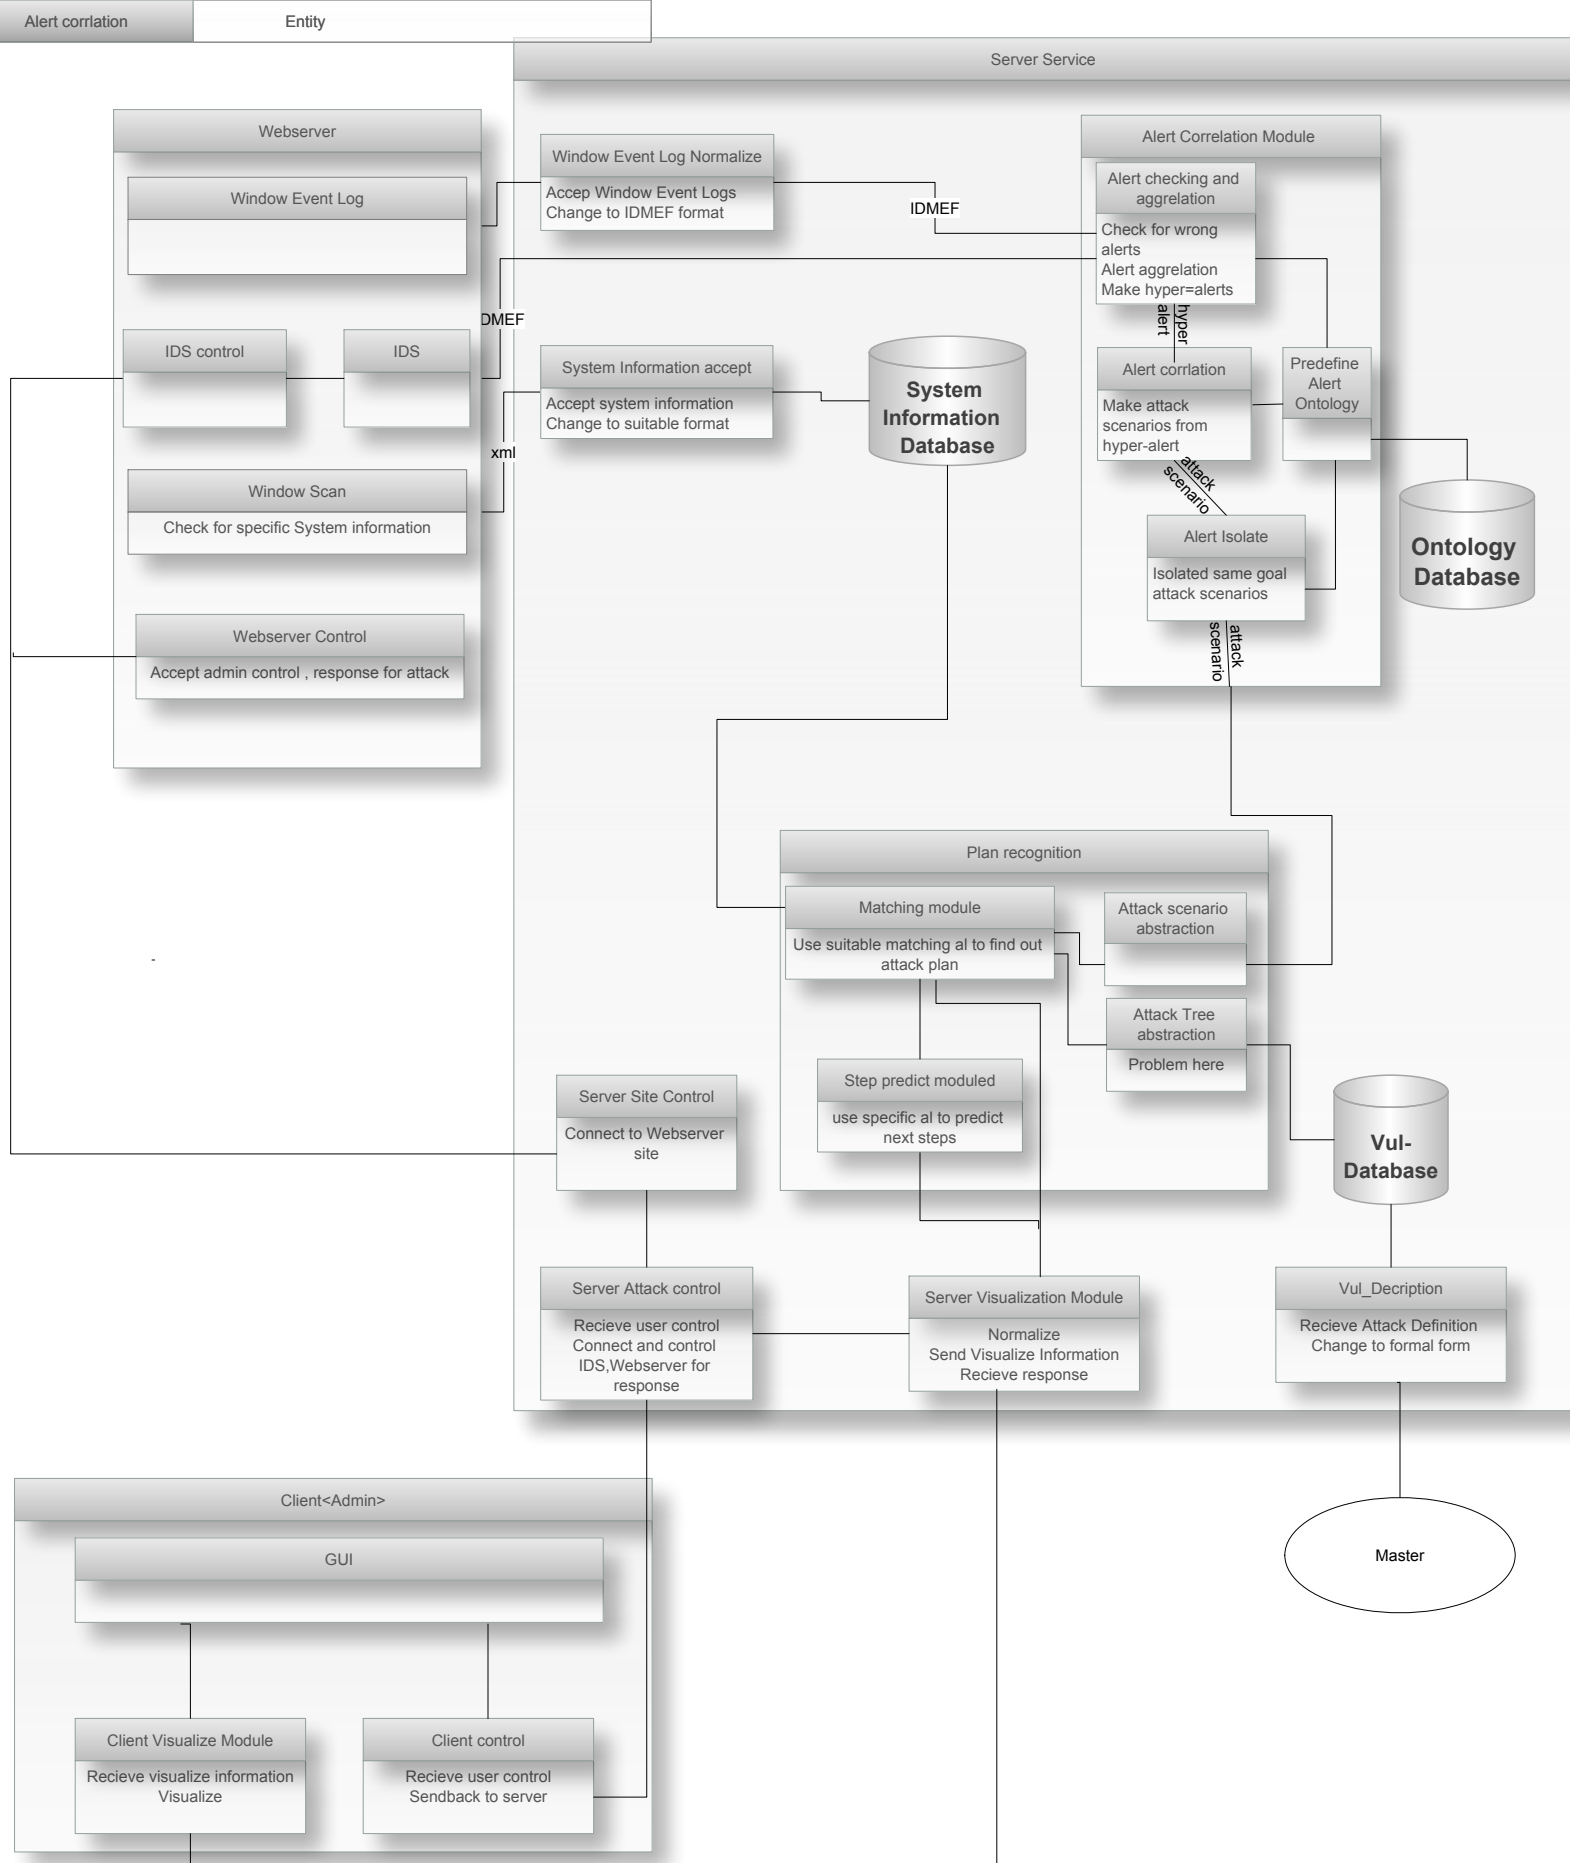 Alert corrlation
Entity
Server Service
Webserver
Window Event Log
IDS control
IDS
Window Scan
Check for specific System information
Webserver Control
Accept admin control , response for attack
Window Event Log Normalize
Accep Window Event Logs
Change to IDMEF format
IDMEF
DMEF
System Information accept
Accept system information
Change to suitable format
xml
System
Information
Database
Alert Correlation Module
Alert checking and
aggrelation
Check for wrong
alerts
Alert aggrelation
Make hyper=alerts
hyper
alert
Alert corrlation
Make attack
scenarios from
hyper-alert
Predefine
Alert
Ontology
attack
scenario
Alert Isolate
Isolated same goal
attack scenarios
attack
scenario
Ontology
Database
Plan recognition
Matching module
Use suitable matching al to find out
attack plan
Attack scenario
abstraction
Attack Tree
abstraction
Problem here
Step predict moduled
use specific al to predict
next steps
Vul-
Database
-
Server Site Control
Connect to Webserver
site
Server Attack control
Recieve user control
Connect and control
IDS,Webserver for
response
Server Visualization Module
Normalize
Send Visualize Information
Recieve response
Vul_Decription
Recieve Attack Definition
Change to formal form
Master
Client<Admin>
GUI
Client Visualize Module
Recieve visualize information
Visualize
Client control
Recieve user control
Sendback to server